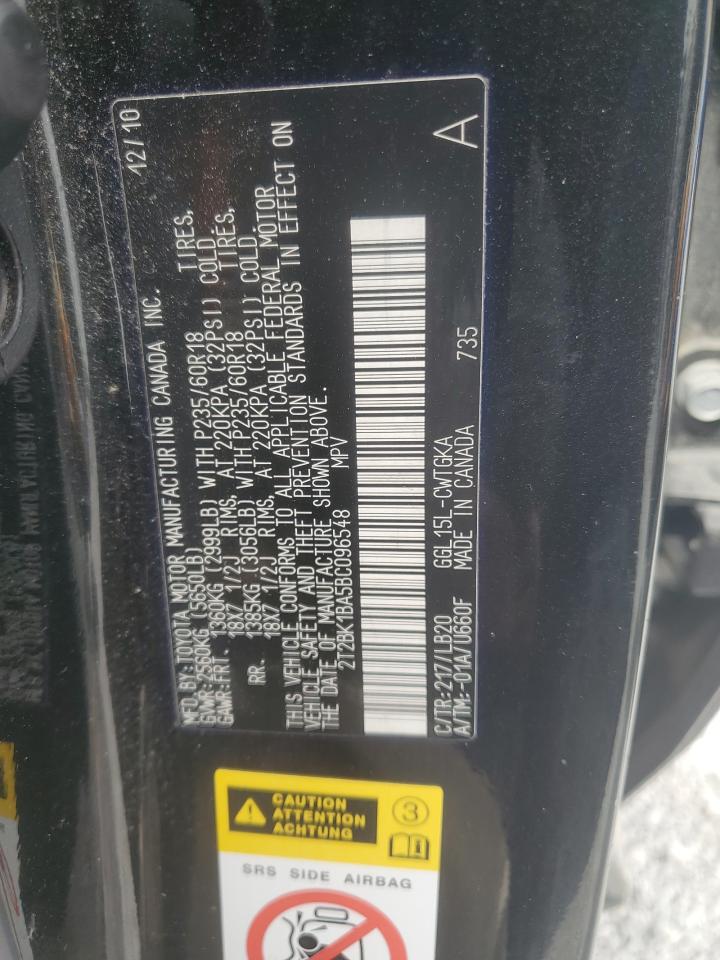 MFD.BY:TOYOTA MOTOR MANUFACTURING CANADA INC. 12/10
GVWR:2560KG (5650LB)
GAWR:FRT. 1360KG (2999LB) WITH P235/60R18 TIRES,
18X7 1/2J RIMS, AT 220KPA (32PSI) COLD.
RR. 1385KG (3056LB) WITH P235/60R18 TIRES,
18X7 1/2J RIMS, AT 220KPA (32PSI) COLD.
THIS VEHICLE CONFORMS TO ALL APPLICABLE FEDERAL MOTOR
VEHICLE SAFETY AND THEFT PREVENTION STANDARDS IN EFFECT ON
THE DATE OF MANUFACTURE SHOWN ABOVE.
2T2BK1BA5BC096548 MPV
C/TR:217/LB20 GGL15L-CWTGKA 735 A
A/TM:-01A/U660F MADE IN CANADA
CAUTION
ATTENTION
ACHTUNG
3
SRS SIDE AIRBAG